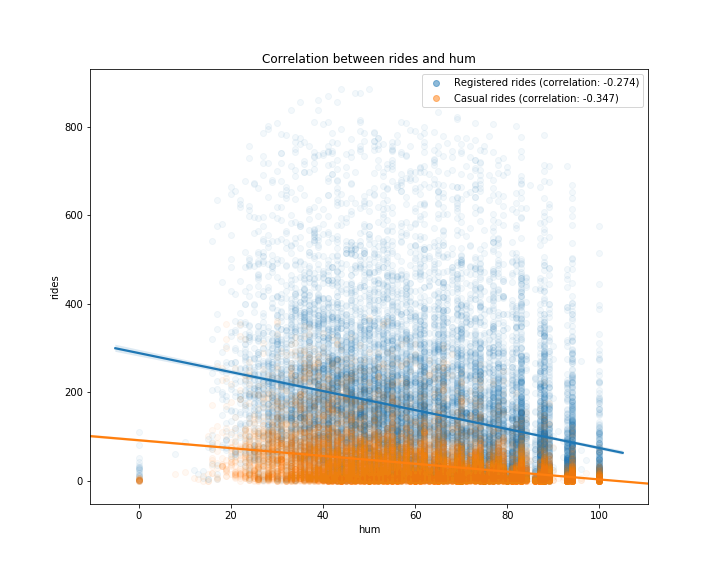 Correlation between rides and hum
Registered rides (correlation: -0.274)
Casual rides (correlation: -0.347)
800
600
400
200
0
rides
0 20 40 60 80 100
hum